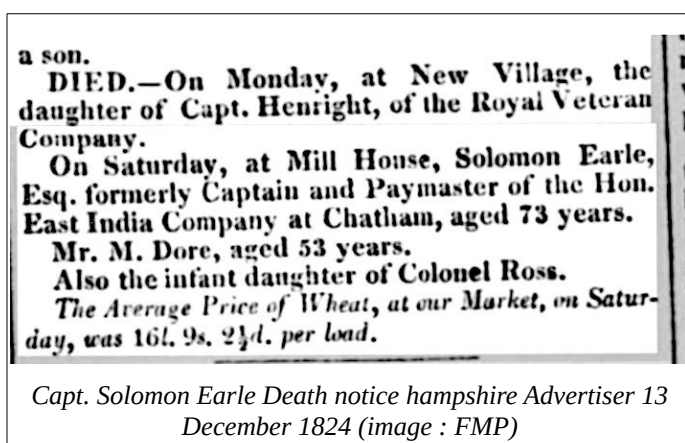 a son.
DIED.—On Monday, at New Village, the
daughter of Capt. Henright, of the Royal Veteran
Company.
On Saturday, at Mill House, Solomon Earle,
Esq. formerly Captain and Paymaster of the Hon.
East India Company at Chatham, aged 73 years.
Mr. M. Dore, aged 53 years.
Also the infant daughter of Colonel Ross.
The Average Price of Wheat, at our Market, on Satur-
day, was 16l. 9s. 2½d. per load.
Capt. Solomon Earle Death notice hampshire Advertiser 13
December 1824 (image : FMP)